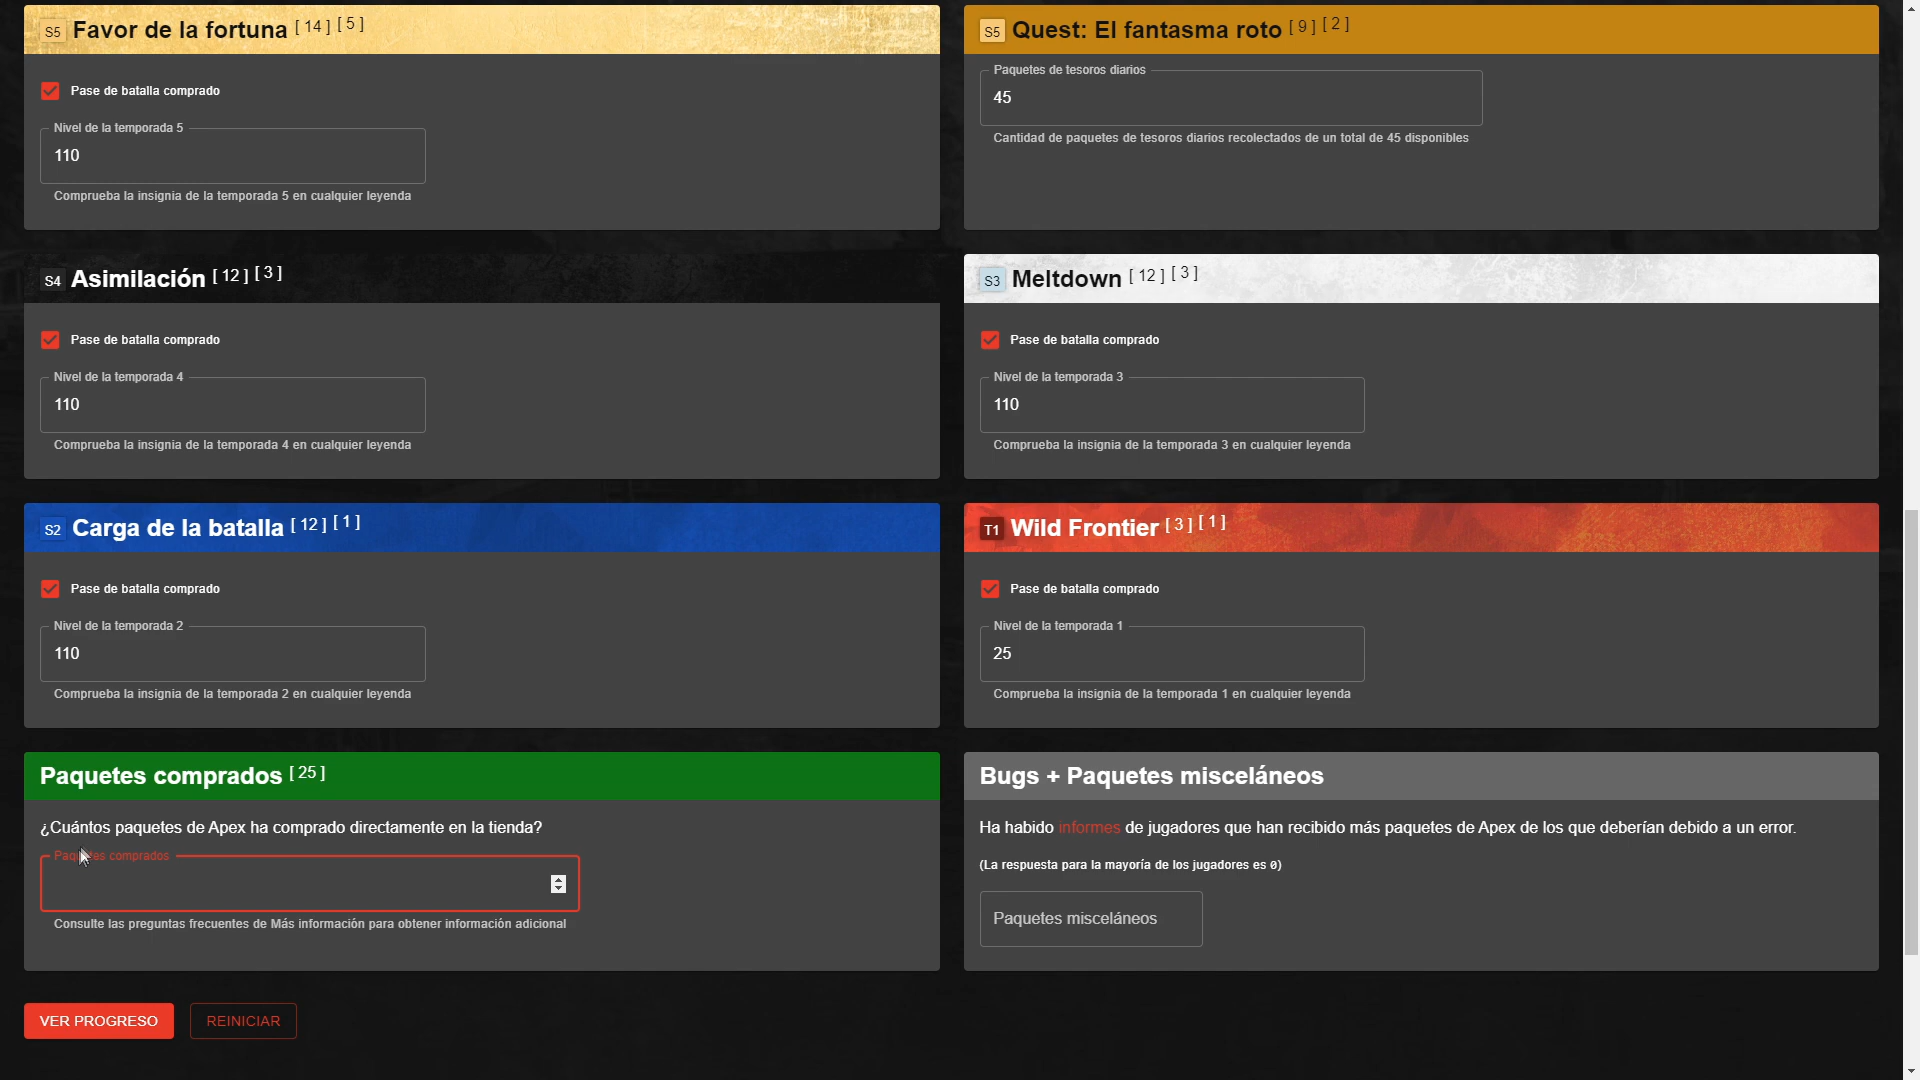 S5 Favor de la fortuna [ 14 ] [ 5 ]
Pase de batalla comprado
Nivel de la temporada 5
110
Comprueba la insignia de la temporada 5 en cualquier leyenda
S5 Quest: El fantasma roto [ 9 ] [ 2 ]
Paquetes de tesoros diarios
45
Cantidad de paquetes de tesoros diarios recolectados de un total de 45 disponibles
S4 Asimilación [ 12 ] [ 3 ]
Pase de batalla comprado
Nivel de la temporada 4
110
Comprueba la insignia de la temporada 4 en cualquier leyenda
S3 Meltdown [ 12 ] [ 3 ]
Pase de batalla comprado
Nivel de la temporada 3
110
Comprueba la insignia de la temporada 3 en cualquier leyenda
S2 Carga de la batalla [ 12 ] [ 1 ]
Pase de batalla comprado
Nivel de la temporada 2
110
Comprueba la insignia de la temporada 2 en cualquier leyenda
T1 Wild Frontier [ 3 ] [ 1 ]
Pase de batalla comprado
Nivel de la temporada 1
25
Comprueba la insignia de la temporada 1 en cualquier leyenda
Paquetes comprados [ 25 ]
¿Cuántos paquetes de Apex ha comprado directamente en la tienda?
Paquetes comprados
Consulte las preguntas frecuentes de Más información para obtener información adicional
Bugs + Paquetes misceláneos
Ha habido informes de jugadores que han recibido más paquetes de Apex de los que deberían debido a un error.
(La respuesta para la mayoría de los jugadores es 0)
Paquetes misceláneos
VER PROGRESO
REINICIAR